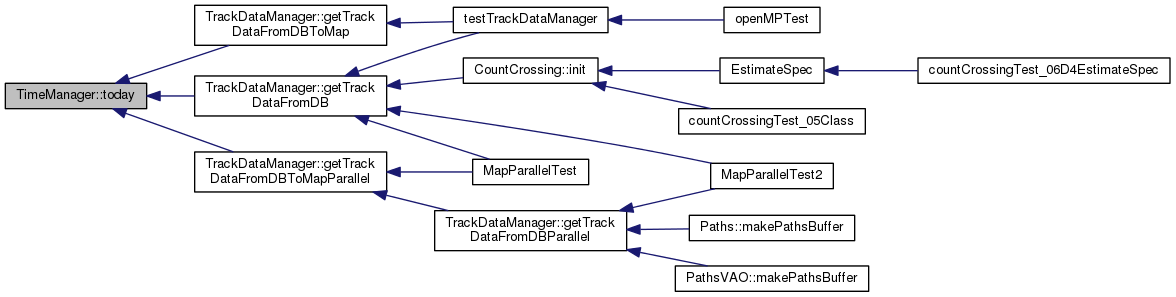 TimeManager::today
TrackDataManager::getTrack
DataFromDBToMap
TrackDataManager::getTrack
DataFromDB
TrackDataManager::getTrack
DataFromDBToMapParallel
testTrackDataManager
openMPTest
CountCrossing::init
EstimateSpec
countCrossingTest_06D4EstimateSpec
countCrossingTest_05Class
MapParallelTest
MapParallelTest2
TrackDataManager::getTrack
DataFromDBParallel
Paths::makePathsBuffer
PathsVAO::makePathsBuffer